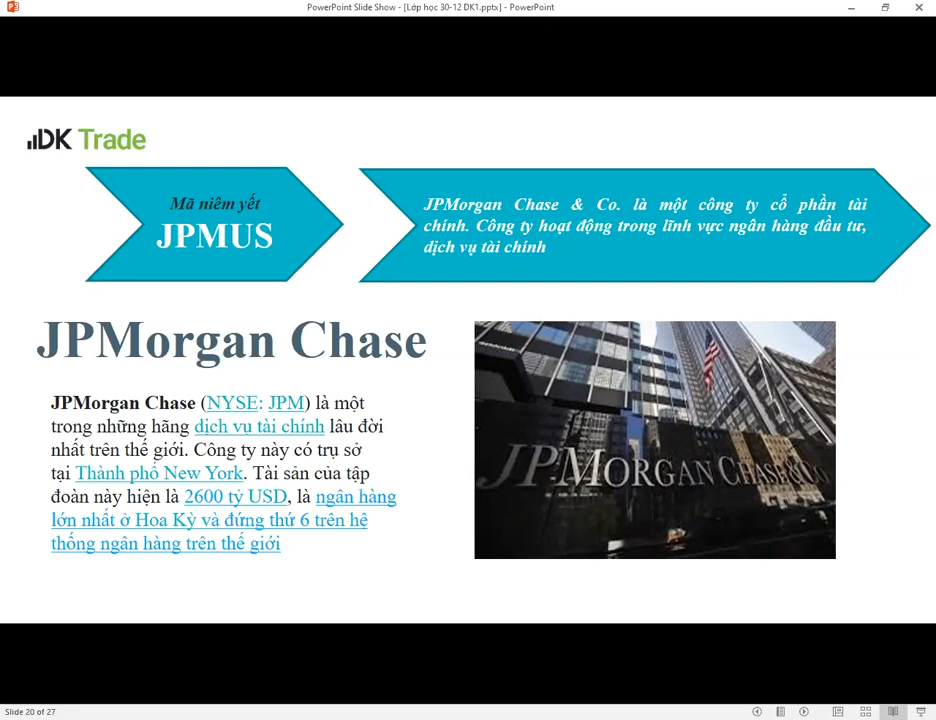 PowerPoint Slide Show - [Lớp học 30-12 DK1.pptx] - PowerPoint
DK Trade
Mã niêm yết
JPMUS
JPMorgan Chase & Co. là một công ty cổ phần tài
chính. Công ty hoạt động trong lĩnh vực ngân hàng đầu tư,
dịch vụ tài chính
JPMorgan Chase
JPMorgan Chase (NYSE: JPM) là một
trong những hãng dịch vụ tài chính lâu đời
nhất trên thế giới. Công ty này có trụ sở
tại Thành phố New York. Tài sản của tập
đoàn này hiện là 2600 tỷ USD, là ngân hàng
lớn nhất ở Hoa Kỳ và đứng thứ 6 trên hệ
thống ngân hàng trên thế giới
JPMORGAN CHASE & CO
Slide 20 of 27